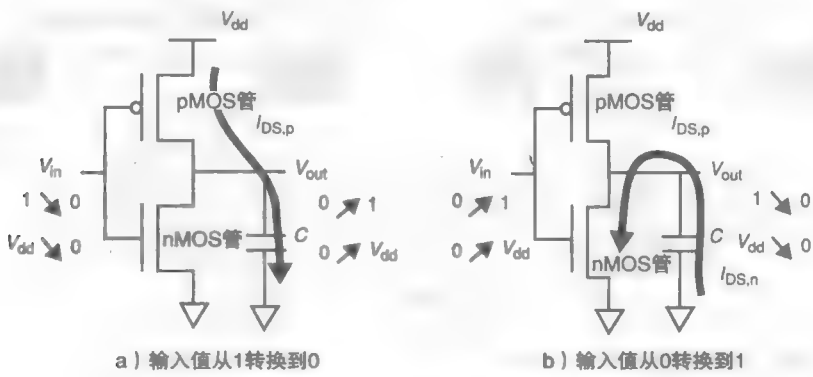 Vdd
pMOS管
IDS,p
Vin
Vout
1 0
0 1
Vdd 0
nMOS管
C
0 Vdd
a）输入值从1转换到0
Vdd
pMOS管
IDS,p
Vin
Vout
0 1
1 0
0 Vdd
C
Vdd 0
nMOS管
IDS,n
b）输入值从0转换到1